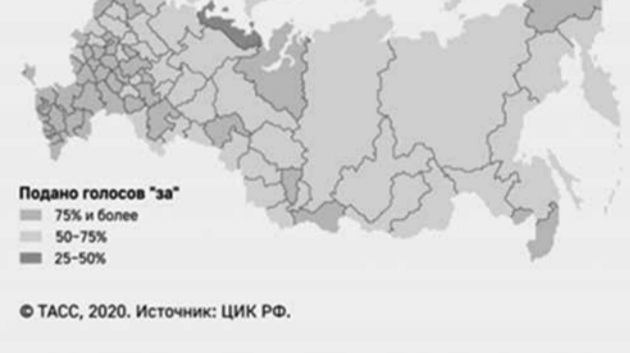 Подано голосов "за"
75% и более
50-75%
25-50%
© ТАСС, 2020. Источник: ЦИК РФ.